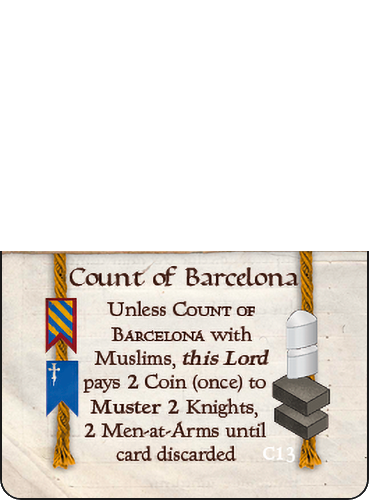 Count of Barcelona
Unless Count of
Barcelona with
Muslims, this Lord
pays 2 Coin (once) to
Muster 2 Knights,
2 Men-at-Arms until
card discarded
C13